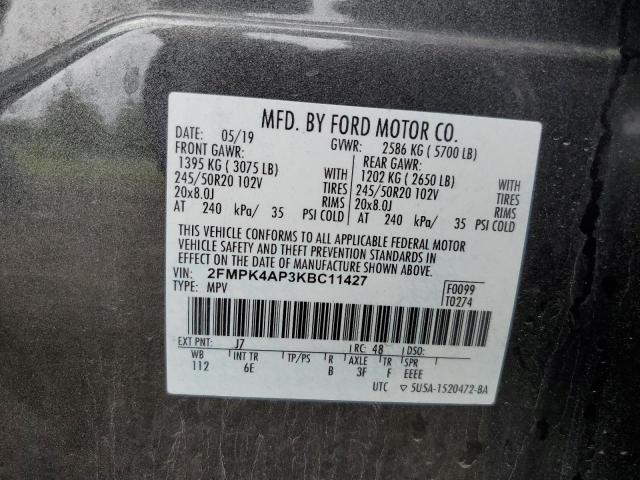 MFD. BY FORD MOTOR CO.
DATE: 05/19 GVWR: 2586 KG ( 5700 LB)
FRONT GAWR: REAR GAWR:
1395 KG ( 3075 LB) WITH 1202 KG ( 2650 LB) WITH
245/50R20 102V TIRES 245/50R20 102V TIRES
20x8.0J RIMS 20x8.0J RIMS
AT 240 kPa/ 35 PSI COLD AT 240 kPa/ 35 PSI COLD
THIS VEHICLE CONFORMS TO ALL APPLICABLE FEDERAL MOTOR
VEHICLE SAFETY AND THEFT PREVENTION STANDARDS IN
EFFECT ON THE DATE OF MANUFACTURE SHOWN ABOVE.
VIN: 2FMPK4AP3KBC11427 F0099
TYPE: MPV T0274
EXT PNT: J7 RC: 48 DSO:
WB INT TR TP/PS R AXLE TR SPR
112 6E B 3F F EEEE
UTC ▽ 5USA-1520472-BA